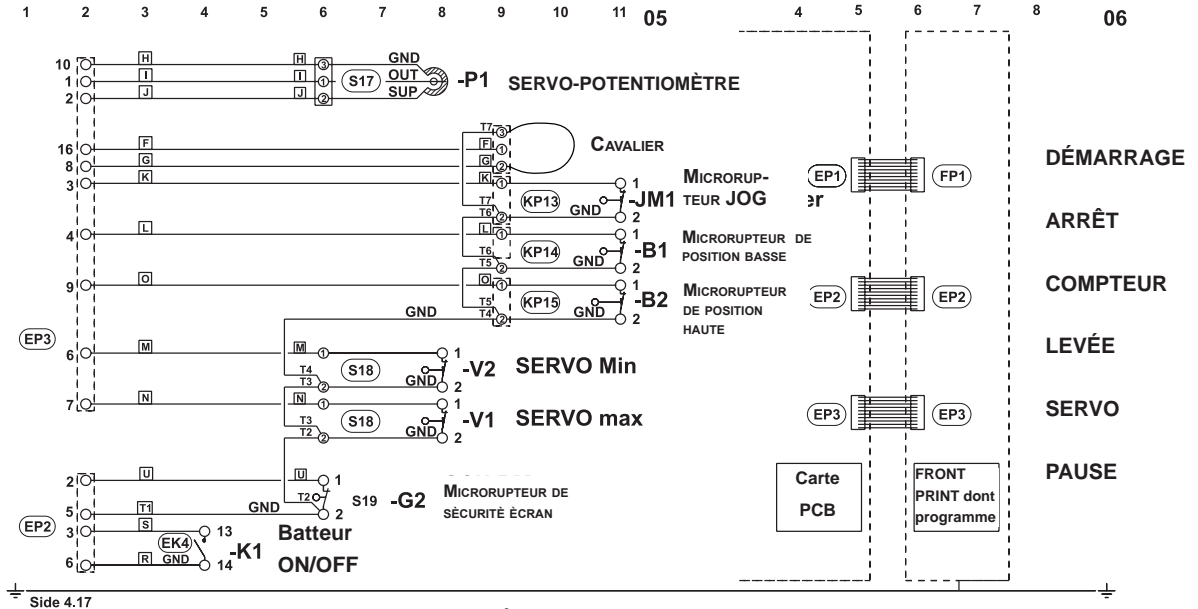 1 2 3 4 5 6 7 8 9 10 11 05 4 5 6 7 8 06
10 H H 3 GND
1 I I 1 S17 OUT -P1 SERVO-POTENTIOMÈTRE
2 J J 2 SUP
T7 3
16 F F 1 CAVALIER
8 G G 2
3 K K 1 1 MICRORUP-
KP13 -JM1 TEUR JOG er
T7 GND
T6 2 2
4 L L 1 1 MICRORUPTEUR DE
T6 KP14 GND -B1 POSITION BASSE
T5 2 2
9 O O 1 1 MICRORUPTEUR
T5 KP15 -B2 DE POSITION
GND T4 2 GND 2 HAUTE
EP3
6 M M 1 1
T4 S18 -V2 SERVO Min
T3 2 GND 2
7 N N 1 1
T3 S18 -V1 SERVO max
T2 2 GND 2
2 U U 1 MICRORUPTEUR DE
T2 S19 -G2 SÈCURITÈ ÈCRAN
5 T1 GND 2
EP2
3 S 13 Batteur
EK4 -K1
6 R GND 14 ON/OFF
EP1 FP1
EP2 EP2
EP3 EP3
Carte
PCB
FRONT
PRINT dont
programme
DÉMARRAGE
ARRÊT
COMPTEUR
LEVÉE
SERVO
PAUSE
Side 4.17